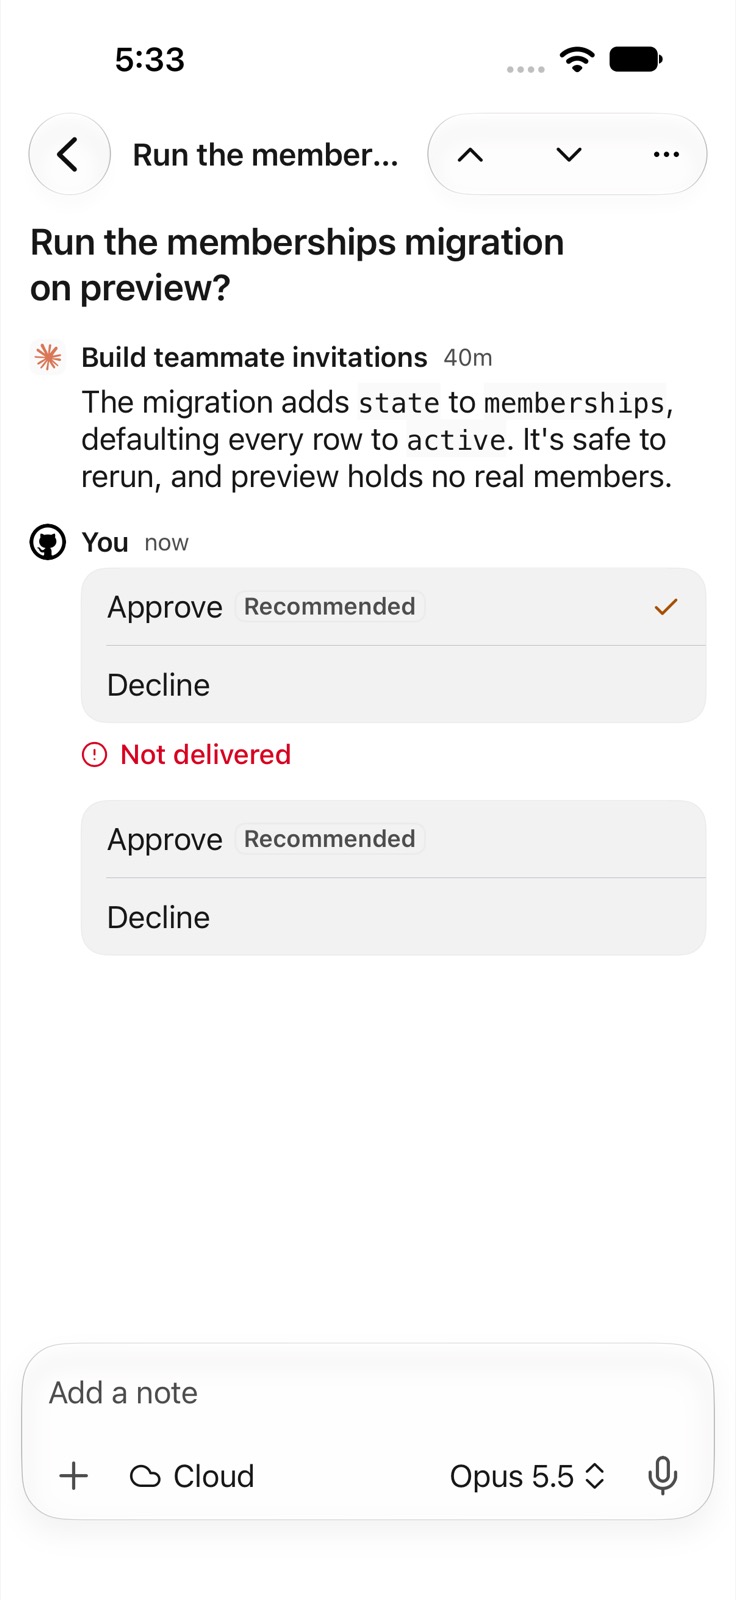 5:33
Run the member...
Run the memberships migration
on preview?
Build teammate invitations 40m
The migration adds state to memberships,
defaulting every row to active. It's safe to
rerun, and preview holds no real members.
You now
Approve Recommended
Decline
Not delivered
Approve Recommended
Decline
Add a note
Cloud Opus 5.5